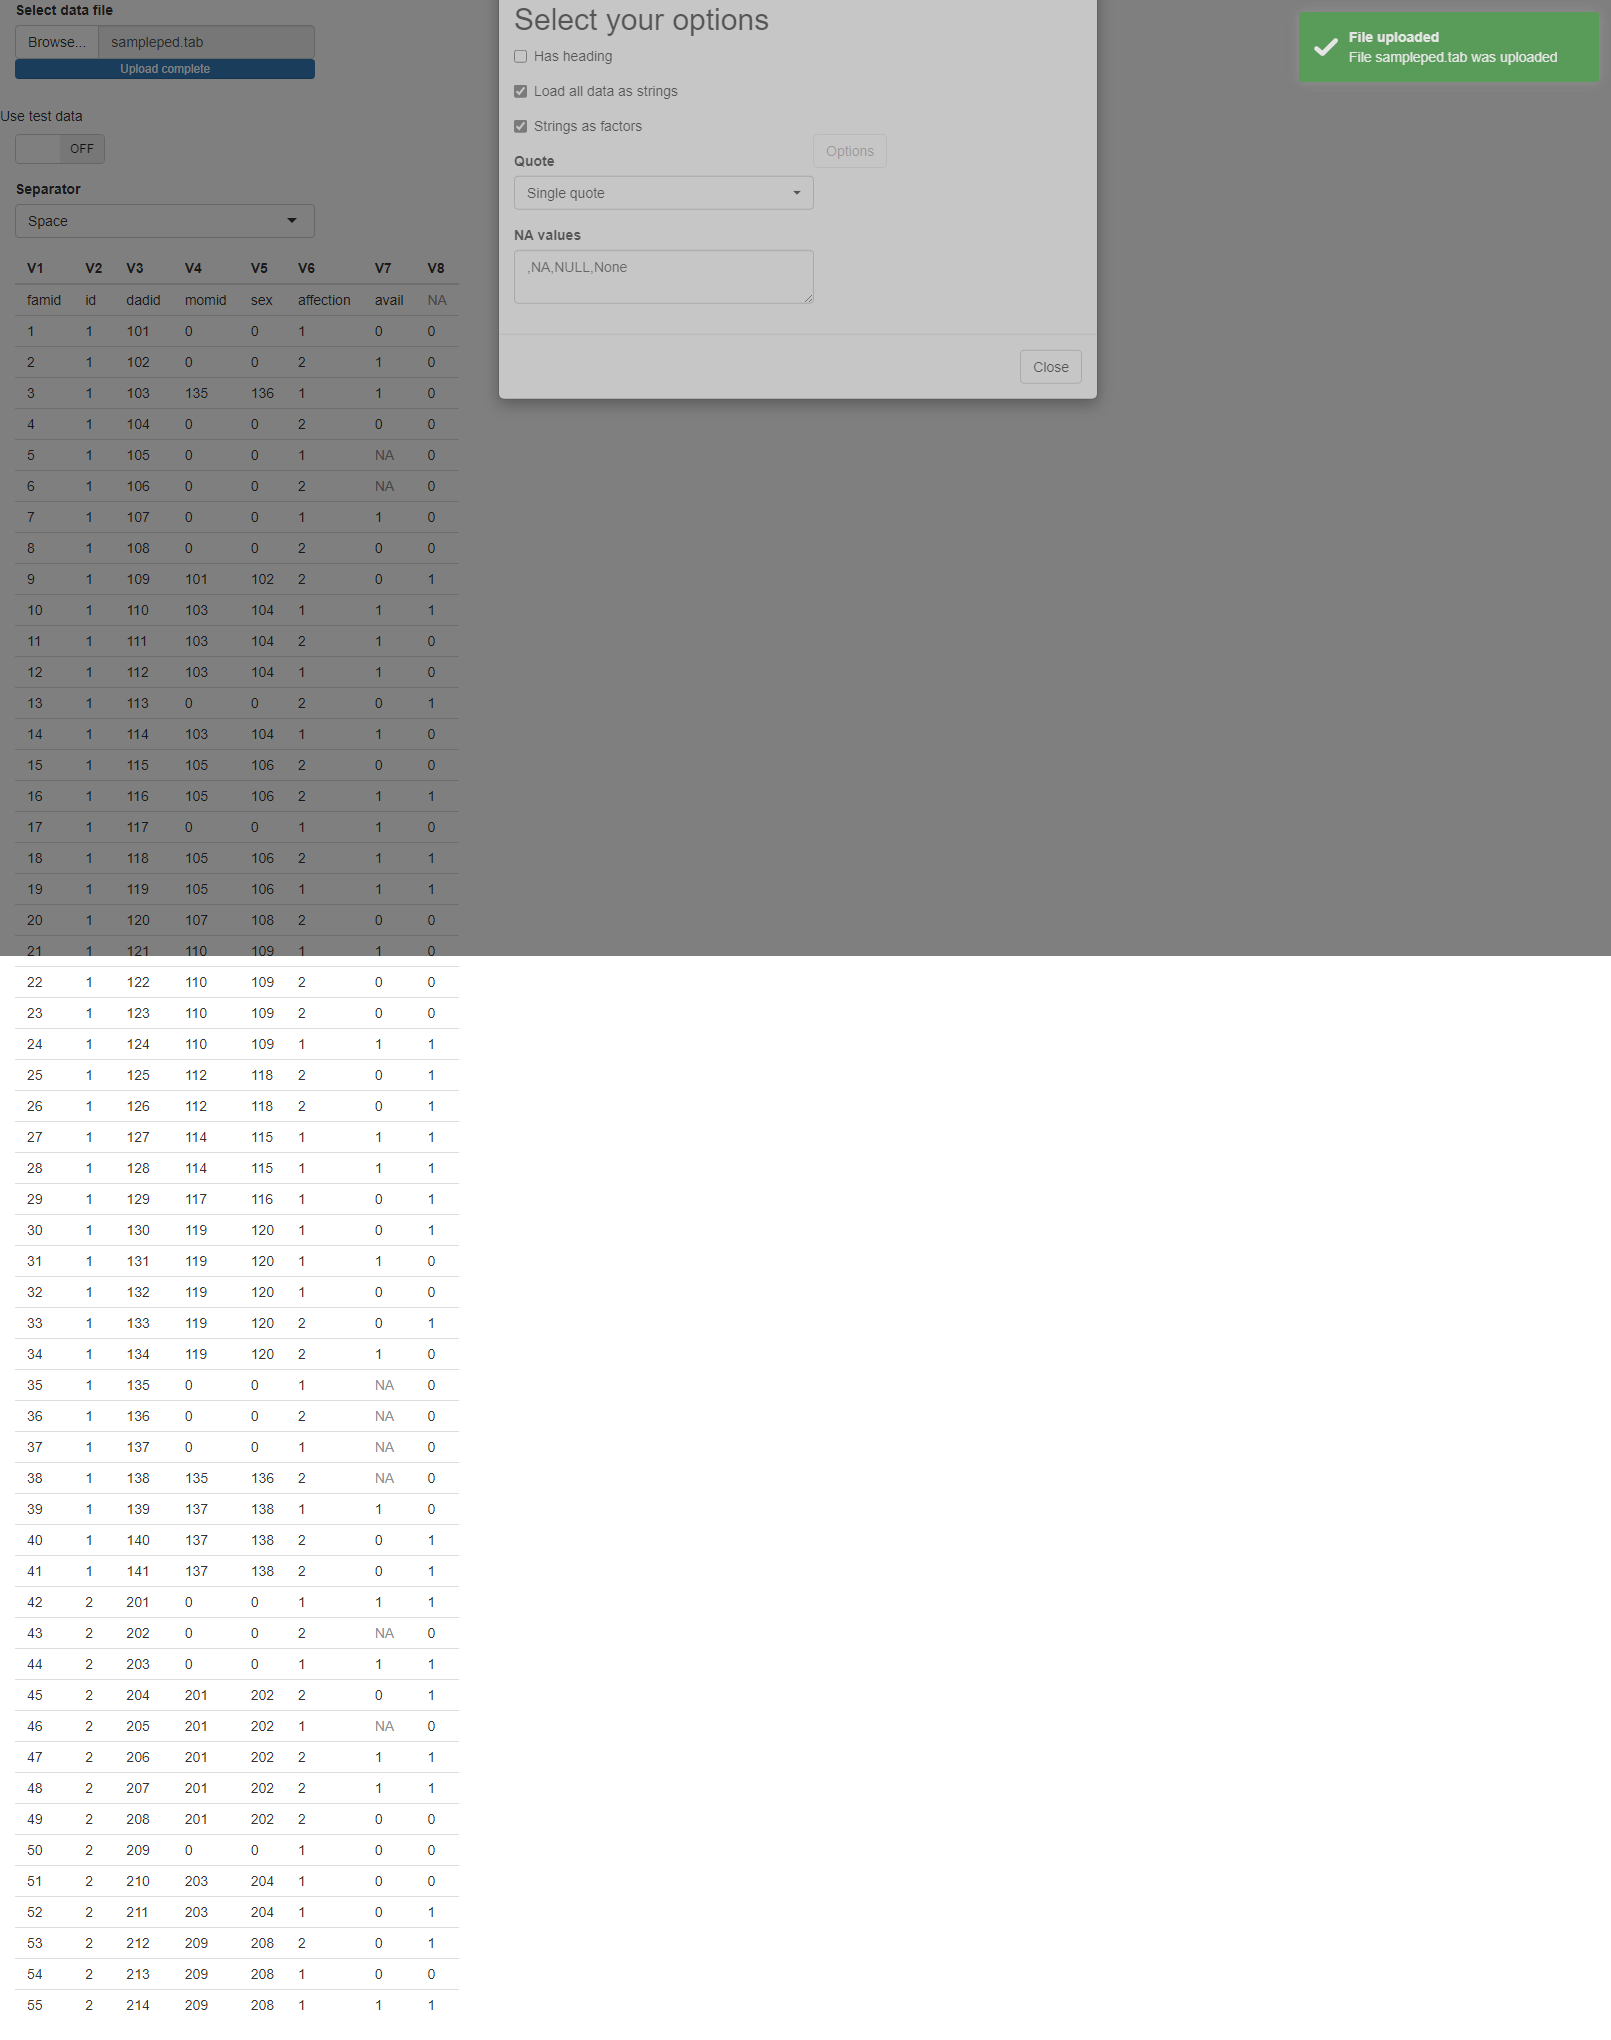 Select data file
Browse... sampleped.tab
Upload complete
Use test data
OFF
Separator
Space
Select your options
Has heading
Load all data as strings
Strings as factors
Options
Quote
Single quote
NA values
,NA,NULL,None
Close
File uploaded
File sampleped.tab was uploaded
V1 V2 V3 V4 V5 V6 V7 V8
famid id dadid momid sex affection avail NA
1 1 101 0 0 1 0 0
2 1 102 0 0 2 1 0
3 1 103 135 136 1 1 0
4 1 104 0 0 2 0 0
5 1 105 0 0 1 NA 0
6 1 106 0 0 2 NA 0
7 1 107 0 0 1 1 0
8 1 108 0 0 2 0 0
9 1 109 101 102 2 0 1
10 1 110 103 104 1 1 1
11 1 111 103 104 2 1 0
12 1 112 103 104 1 1 0
13 1 113 0 0 2 0 1
14 1 114 103 104 1 1 0
15 1 115 105 106 2 0 0
16 1 116 105 106 2 1 1
17 1 117 0 0 1 1 0
18 1 118 105 106 2 1 1
19 1 119 105 106 1 1 1
20 1 120 107 108 2 0 0
21 1 121 110 109 1 1 0
22 1 122 110 109 2 0 0
23 1 123 110 109 2 0 0
24 1 124 110 109 1 1 1
25 1 125 112 118 2 0 1
26 1 126 112 118 2 0 1
27 1 127 114 115 1 1 1
28 1 128 114 115 1 1 1
29 1 129 117 116 1 0 1
30 1 130 119 120 1 0 1
31 1 131 119 120 1 1 0
32 1 132 119 120 1 0 0
33 1 133 119 120 2 0 1
34 1 134 119 120 2 1 0
35 1 135 0 0 1 NA 0
36 1 136 0 0 2 NA 0
37 1 137 0 0 1 NA 0
38 1 138 135 136 2 NA 0
39 1 139 137 138 1 1 0
40 1 140 137 138 2 0 1
41 1 141 137 138 2 0 1
42 2 201 0 0 1 1 1
43 2 202 0 0 2 NA 0
44 2 203 0 0 1 1 1
45 2 204 201 202 2 0 1
46 2 205 201 202 1 NA 0
47 2 206 201 202 2 1 1
48 2 207 201 202 2 1 1
49 2 208 201 202 2 0 0
50 2 209 0 0 1 0 0
51 2 210 203 204 1 0 0
52 2 211 203 204 1 0 1
53 2 212 209 208 2 0 1
54 2 213 209 208 1 0 0
55 2 214 209 208 1 1 1